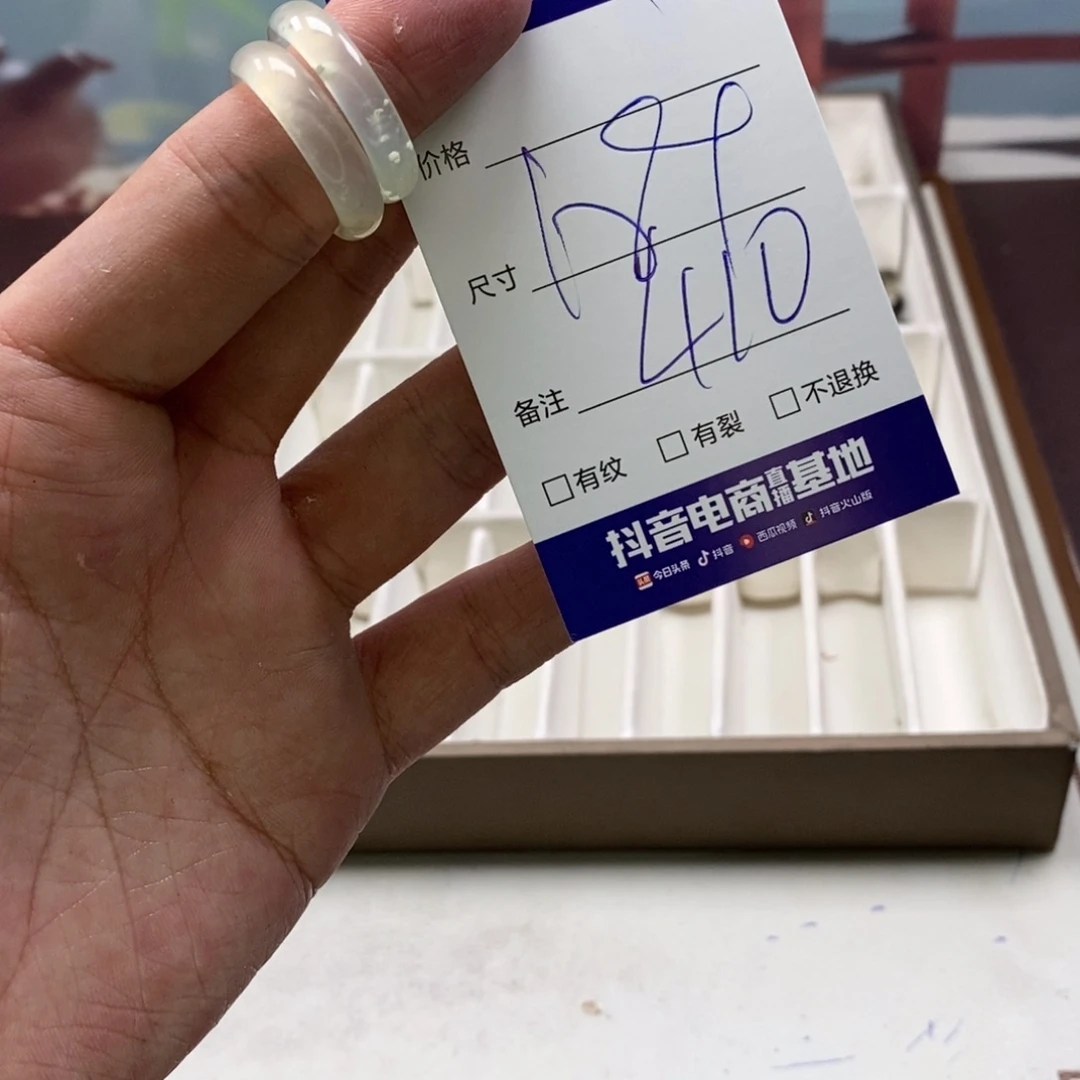 价格
尺寸
410
备注
□有纹 □有裂 □不退换
抖音电商直播基地
今日头条 抖音 西瓜视频 抖音火山版